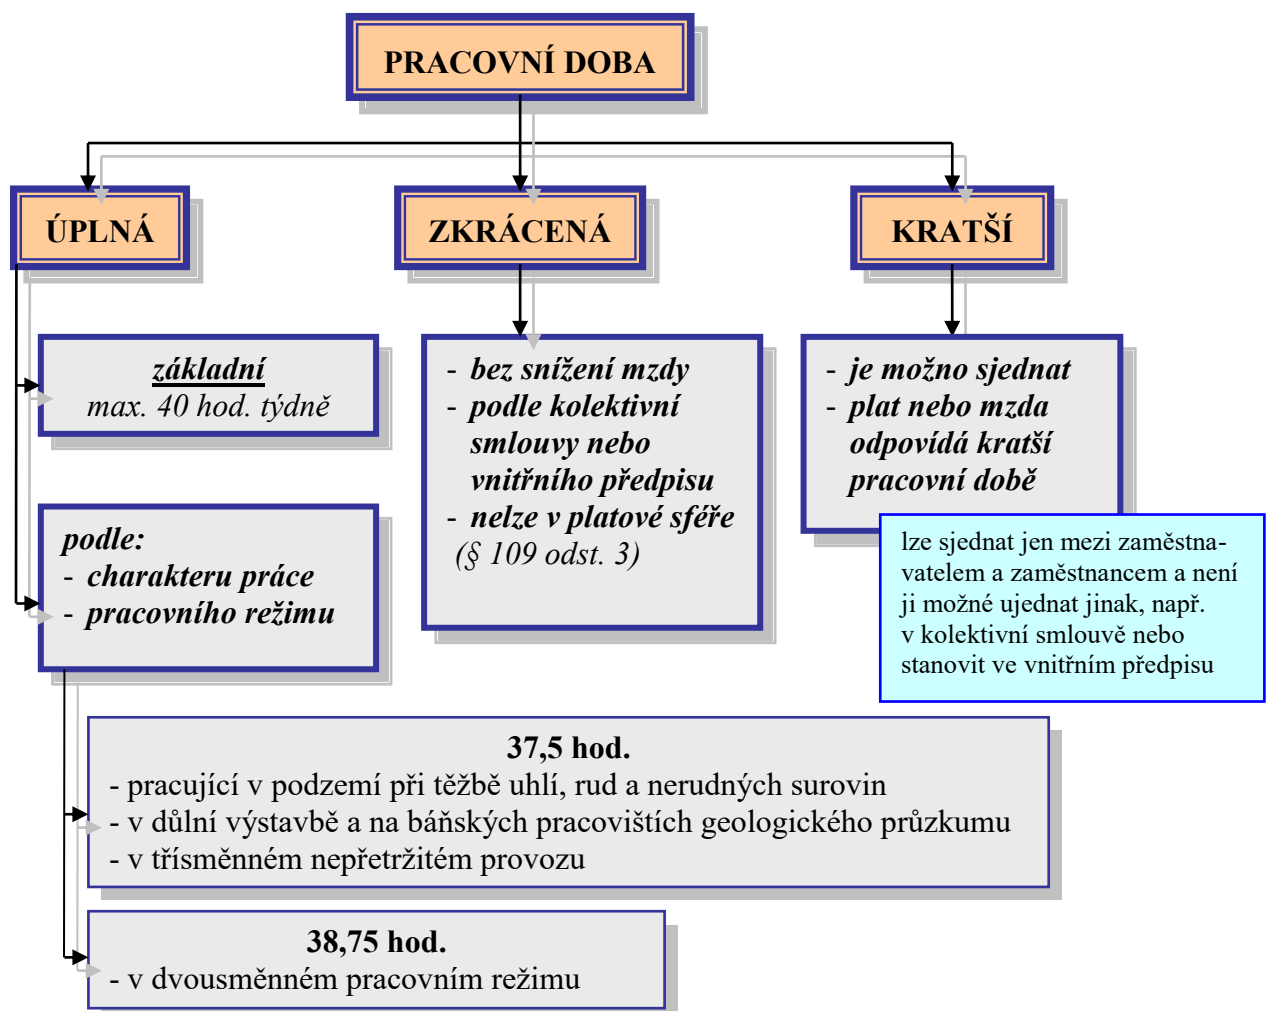 PRACOVNÍ DOBA
ÚPLNÁ
ZKRÁCENÁ
KRATŠÍ
základní
max. 40 hod. týdně
podle:
- charakteru práce
- pracovního režimu
- bez snížení mzdy
- podle kolektivní
smlouvy nebo
vnitřního předpisu
- nelze v platové sféře
(§ 109 odst. 3)
- je možno sjednat
- plat nebo mzda
odpovídá kratší
pracovní době
lze sjednat jen mezi zaměstna-
vatelem a zaměstnancem a není
ji možné ujednat jinak, např.
v kolektivní smlouvě nebo
stanovit ve vnitřním předpisu
37,5 hod.
- pracující v podzemí při těžbě uhlí, rud a nerudných surovin
- v důlní výstavbě a na báňských pracovištích geologického průzkumu
- v třísměnném nepřetržitém provozu
38,75 hod.
- v dvousměnném pracovním režimu